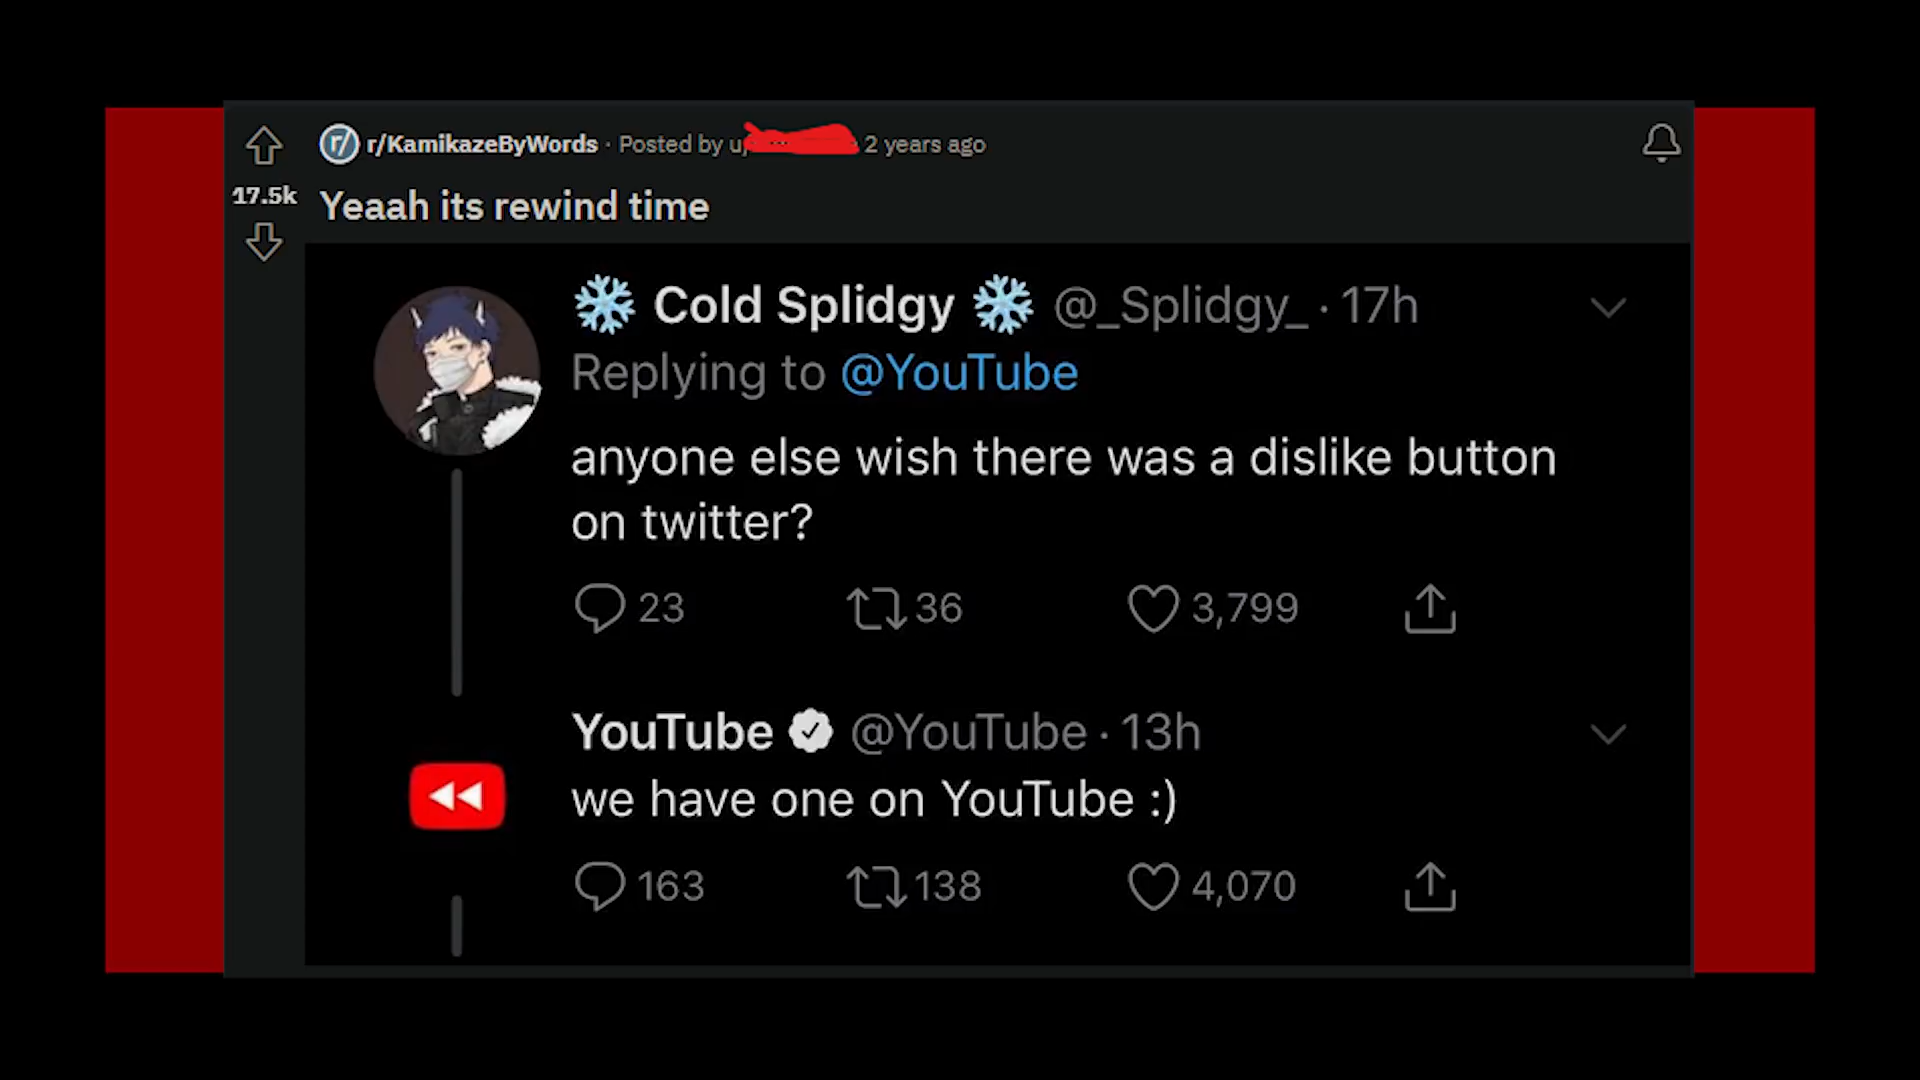 r/KamikazeByWords · Posted by u/ 2 years ago
17.5k
Yeaah its rewind time
Cold Splidgy @_Splidgy_ · 17h
Replying to @YouTube
anyone else wish there was a dislike button
on twitter?
23 36 3,799
YouTube @YouTube · 13h
we have one on YouTube :)
163 138 4,070